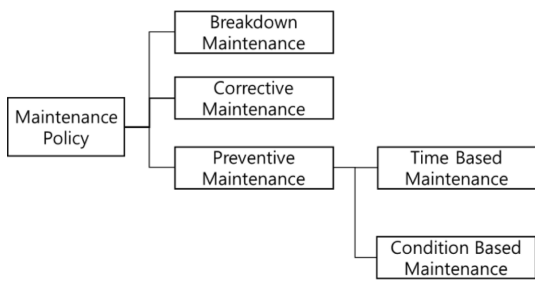 Breakdown
Maintenance
Corrective
Maintenance
Maintenance
Policy
Preventive
Maintenance
Time Based
Maintenance
Condition Based
Maintenance